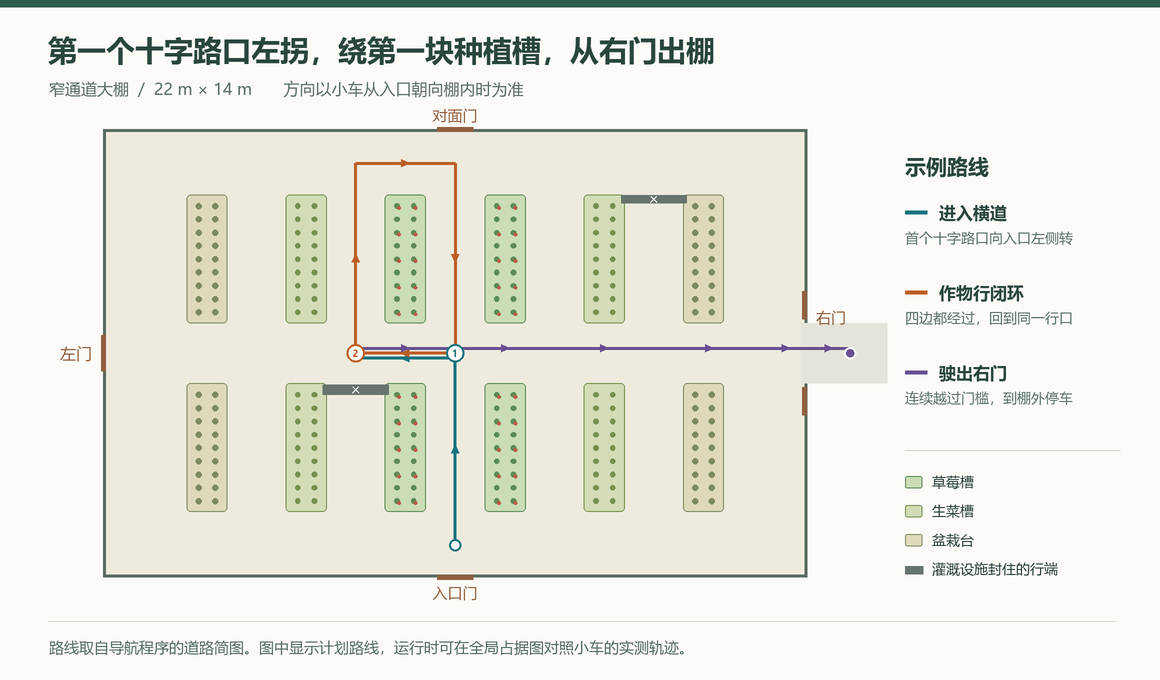 第一个十字路口左拐，绕第一块种植槽，从右门出棚
窄通道大棚 / 22 m × 14 m 方向以小车从入口朝向棚内时为准
对面门
示例路线
进入横道
首个十字路口向入口左侧转
作物行闭环
四边都经过，回到同一行口
右门
左门
2
1
驶出右门
连续越过门槛，到棚外停车
草莓槽
生菜槽
盆栽台
灌溉设施封住的行端
入口门
路线取自导航程序的道路简图。图中显示计划路线，运行时可在全局占据图对照小车的实测轨迹。